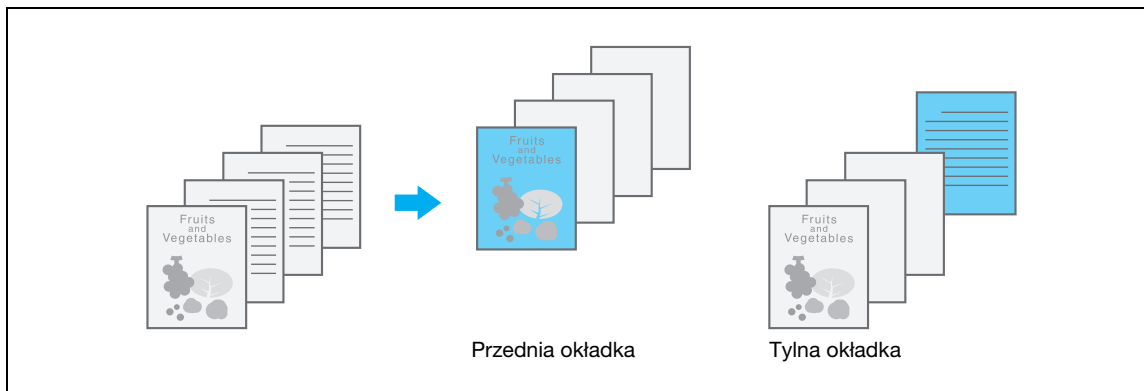 Fruits
and
Vegetables
Fruits
and
Vegetables
Fruits
and
Vegetables
Przednia okładka
Tylna okładka